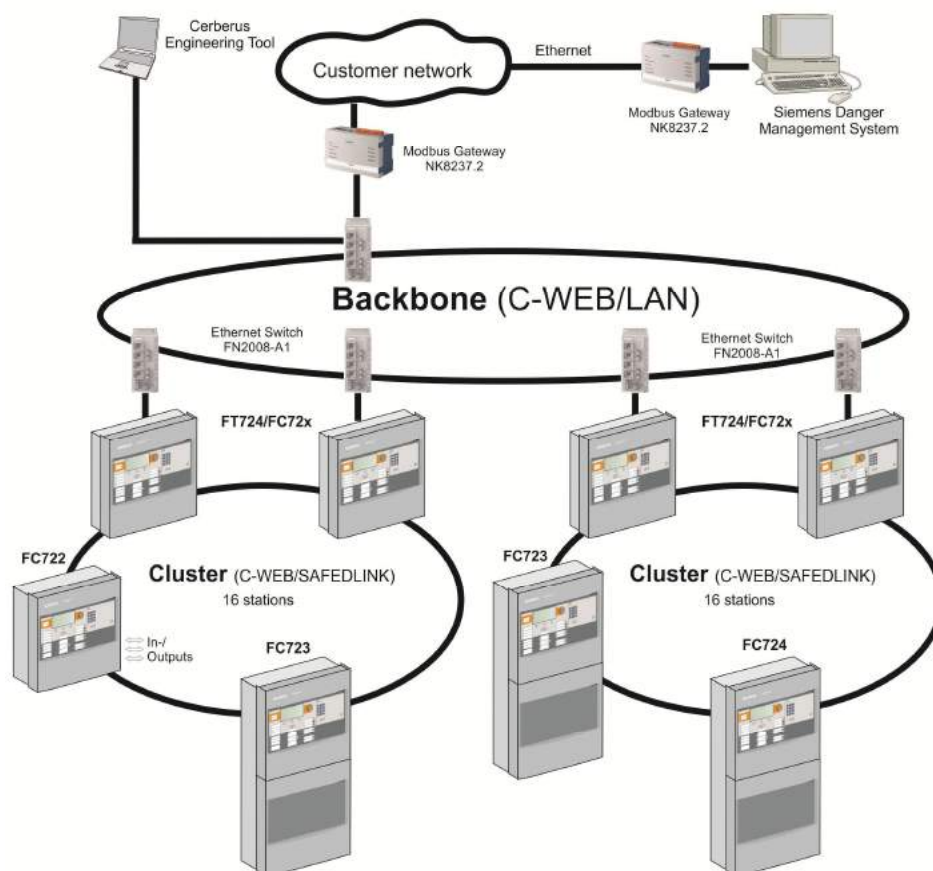 Cerberus
Engineering Tool
Customer network
Ethernet
Modbus Gateway
NK8237.2
Siemens Danger
Management System
Modbus Gateway
NK8237.2
Backbone (C-WEB/LAN)
Ethernet Switch
FN2008-A1
Ethernet Switch
FN2008-A1
FT724/FC72x
FT724/FC72x
FC722
Cluster (C-WEB/SAFEDLINK)
16 stations
In-/
Outputs
FC723
FC723
Cluster (C-WEB/SAFEDLINK)
16 stations
FC724